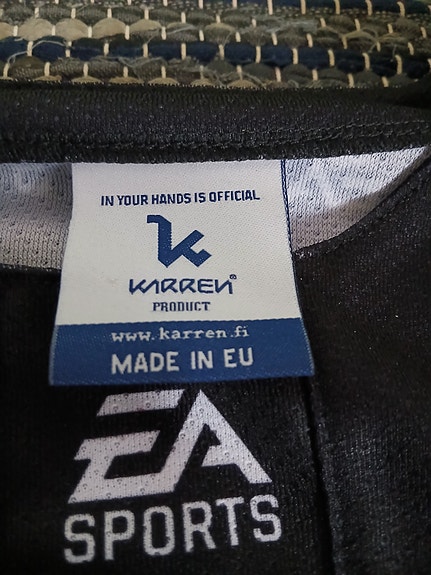 IN YOUR HANDS IS OFFICIAL
k
KARREN®
PRODUCT
www.karren.fi
MADE IN EU
EA
SPORTS